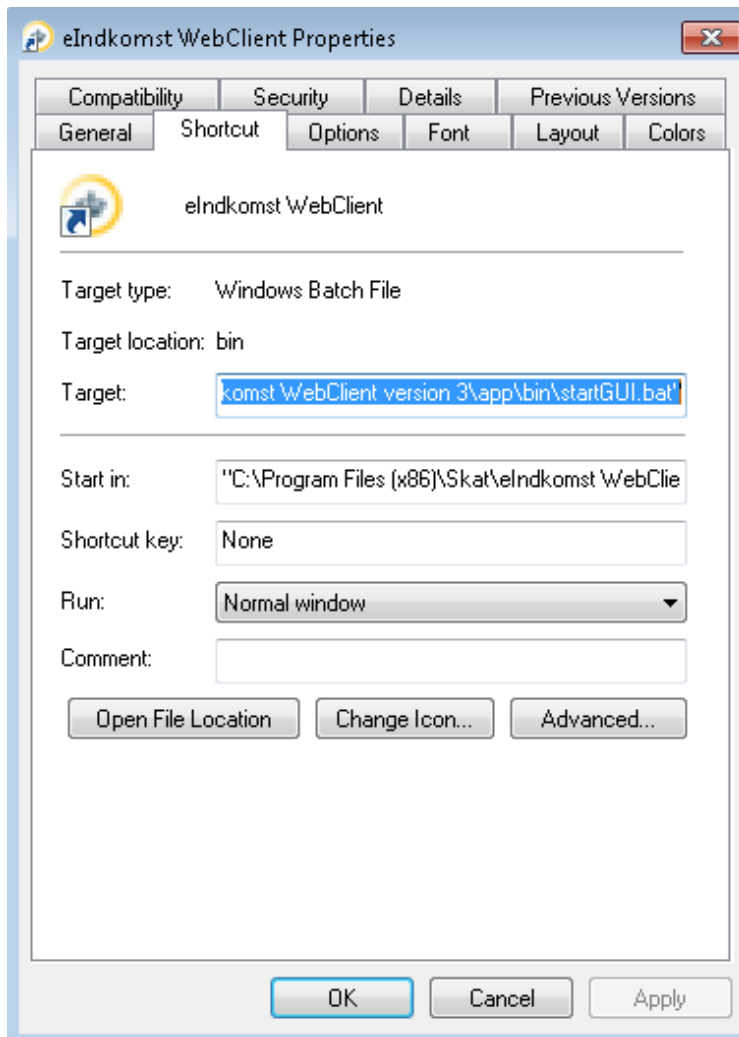 eIndkomst WebClient Properties
Compatibility Security Details Previous Versions
General Shortcut Options Font Layout Colors
eIndkomst WebClient
Target type: Windows Batch File
Target location: bin
Target: komst WebClient version 3\app\bin\startGUI.bat"
Start in: "C:\Program Files (x86)\Skat\eIndkomst WebClie
Shortcut key: None
Run: Normal window
Comment:
Open File Location Change Icon... Advanced...
OK Cancel Apply